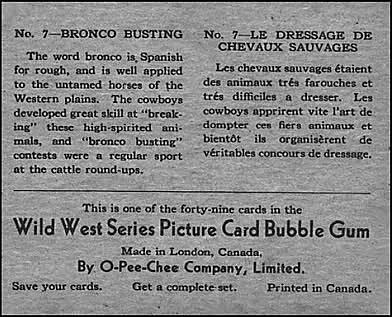 No. 7—BRONCO BUSTING
The word bronco is, Spanish
for rough, and is well applied
to the untamed horses of the
Western plains. The cowboys
developed great skill at "break-
ing" these high-spirited ani-
mals, and "bronco busting"
contests were a regular sport
at the cattle round-ups.
No. 7—LE DRESSAGE DE
CHEVAUX SAUVAGES
Les chevaux sauvages étaient
des animaux trés farouches et
trés difficiles a dresser. Les
cowboys apprirent vite l'art de
dompter ces fiers animaux et
bientôt ils organisèrent de
véritables concours de dressage.
This is one of the forty-nine cards in the
Wild West Series Picture Card Bubble Gum
Made in London, Canada,
By O-Pee-Chee Company, Limited.
Save your cards. Get a complete set. Printed in Canada.